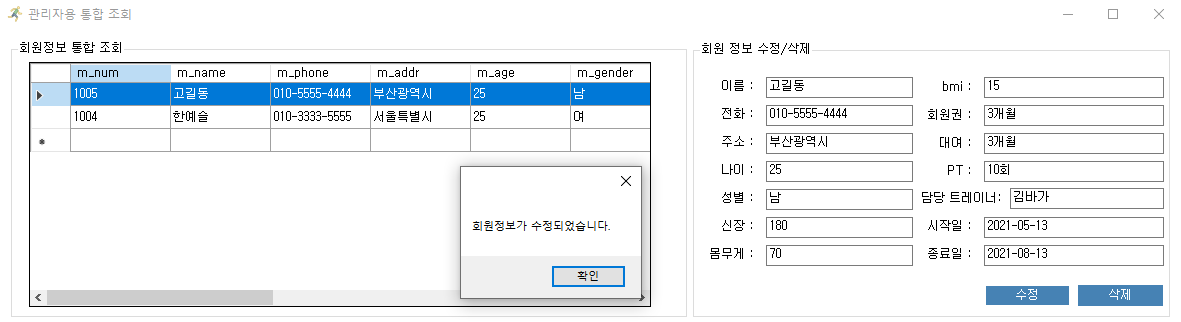 관리자용 통합 조회
회원정보 통합 조회
m_num m_name m_phone m_addr m_age m_gender
1005 고길동 010-5555-4444 부산광역시 25 남
1004 한예슬 010-3333-5555 서울특별시 25 여
회원정보가 수정되었습니다.
확인
회원 정보 수정/삭제
이름 : 고길동 bmi : 15
전화 : 010-5555-4444 회원권 : 3개월
주소 : 부산광역시 대여 : 3개월
나이 : 25 PT : 10회
성별 : 남 담당 트레이너: 김바가
신장 : 180 시작일 : 2021-05-13
몸무게 : 70 종료일 : 2021-08-13
수정 삭제